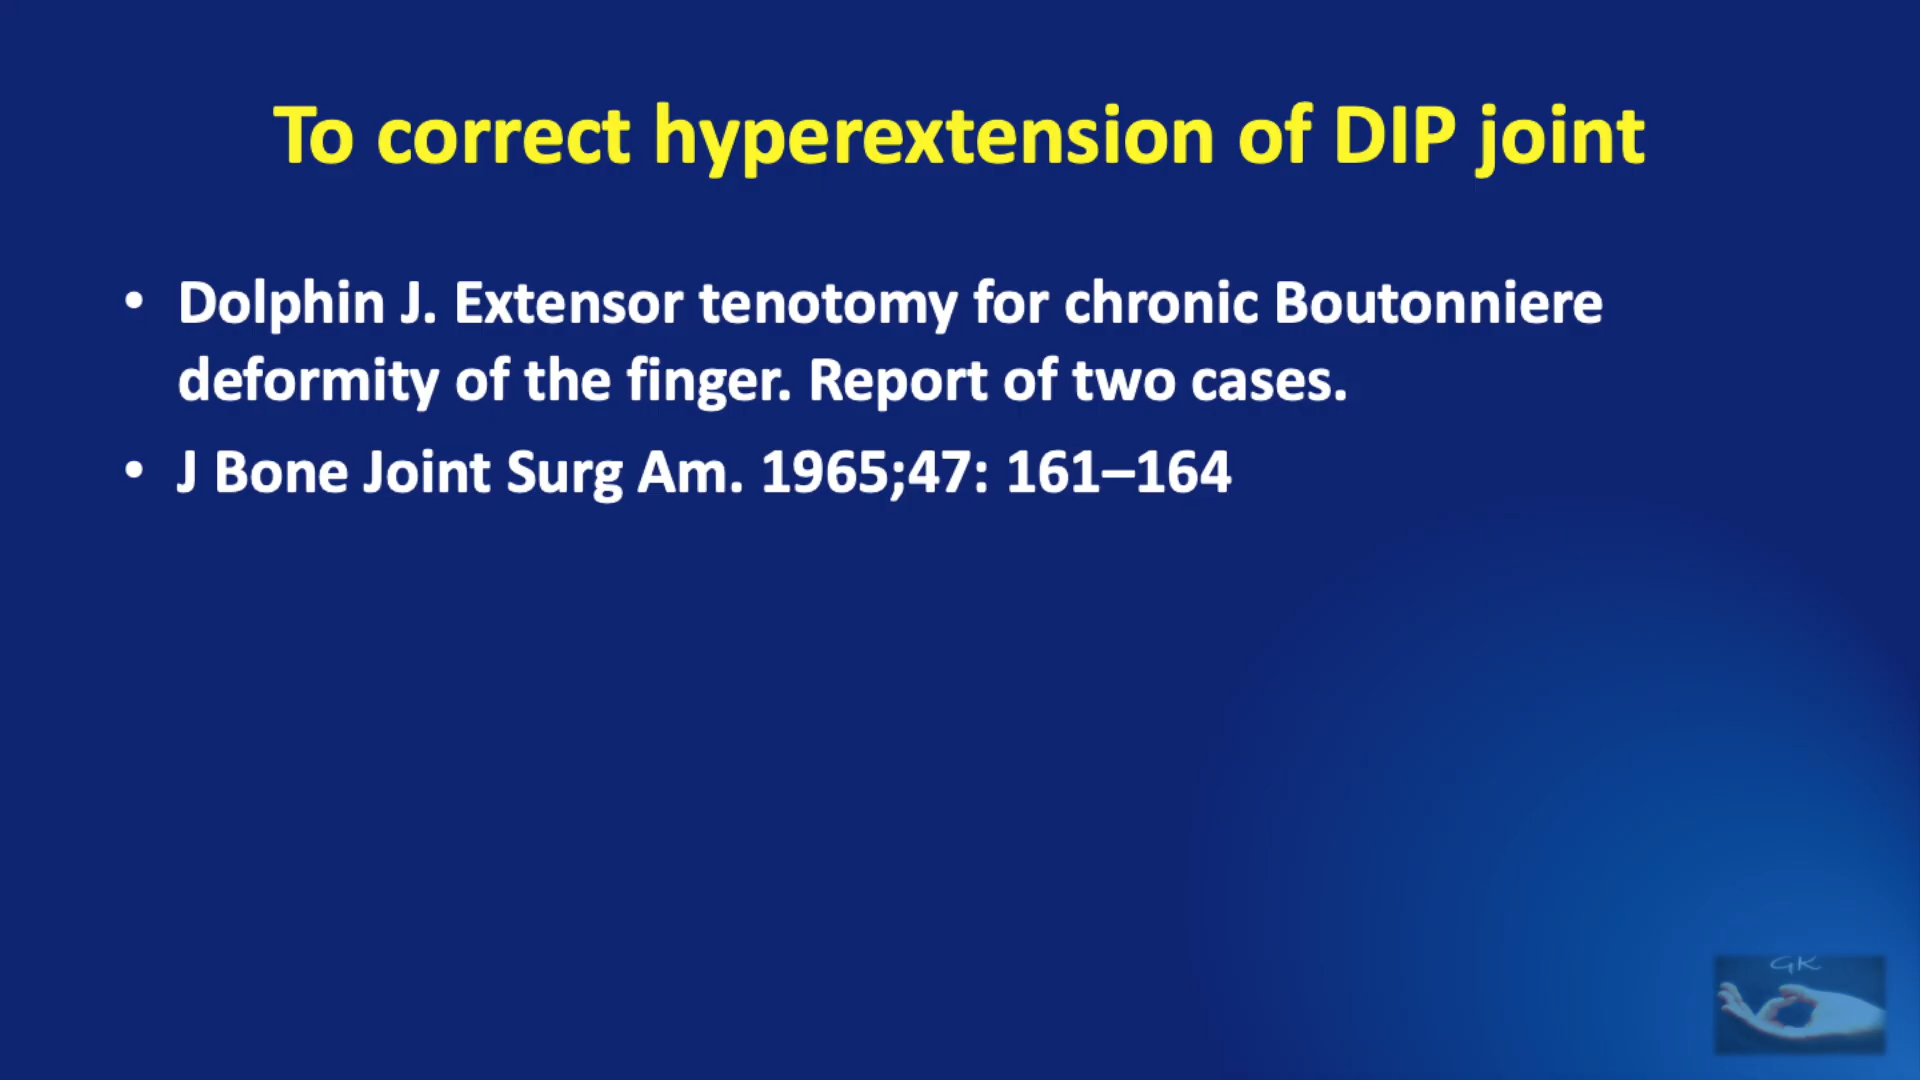 To correct hyperextension of DIP joint
• Dolphin J. Extensor tenotomy for chronic Boutonniere
deformity of the finger. Report of two cases.
• J Bone Joint Surg Am. 1965;47: 161–164
GK